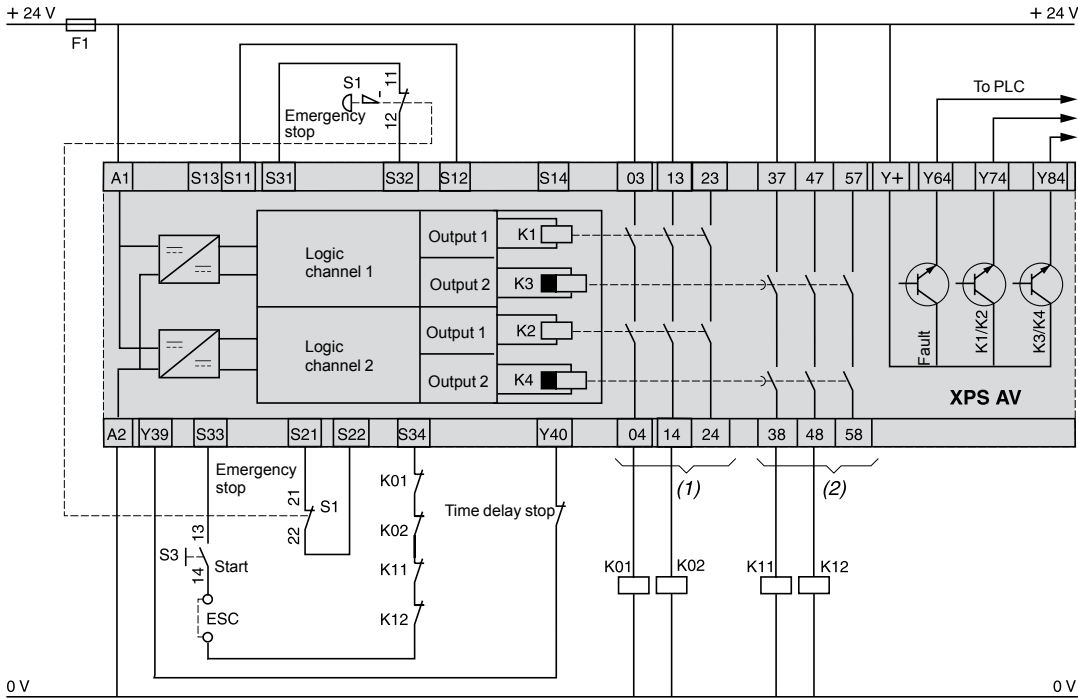 + 24 V
+ 24 V
F1
To PLC
S1
11
12
Emergency
stop
A1
S13
S11
S31
S32
S12
S14
03
13
23
37
47
57
Y+
Y64
Y74
Y84
Logic
channel 1
Output 1
K1
Output 2
K3
Logic
channel 2
Output 1
K2
Output 2
K4
Fault
K1/K2
K3/K4
XPS AV
A2
Y39
S33
S21
S22
S34
Y40
04
14
24
38
48
58
Emergency
stop
21
22
S1
K01
K02
K11
K12
Time delay stop
(1)
(2)
S3
13
14
Start
ESC
K01
K02
K11
K12
0 V
0 V